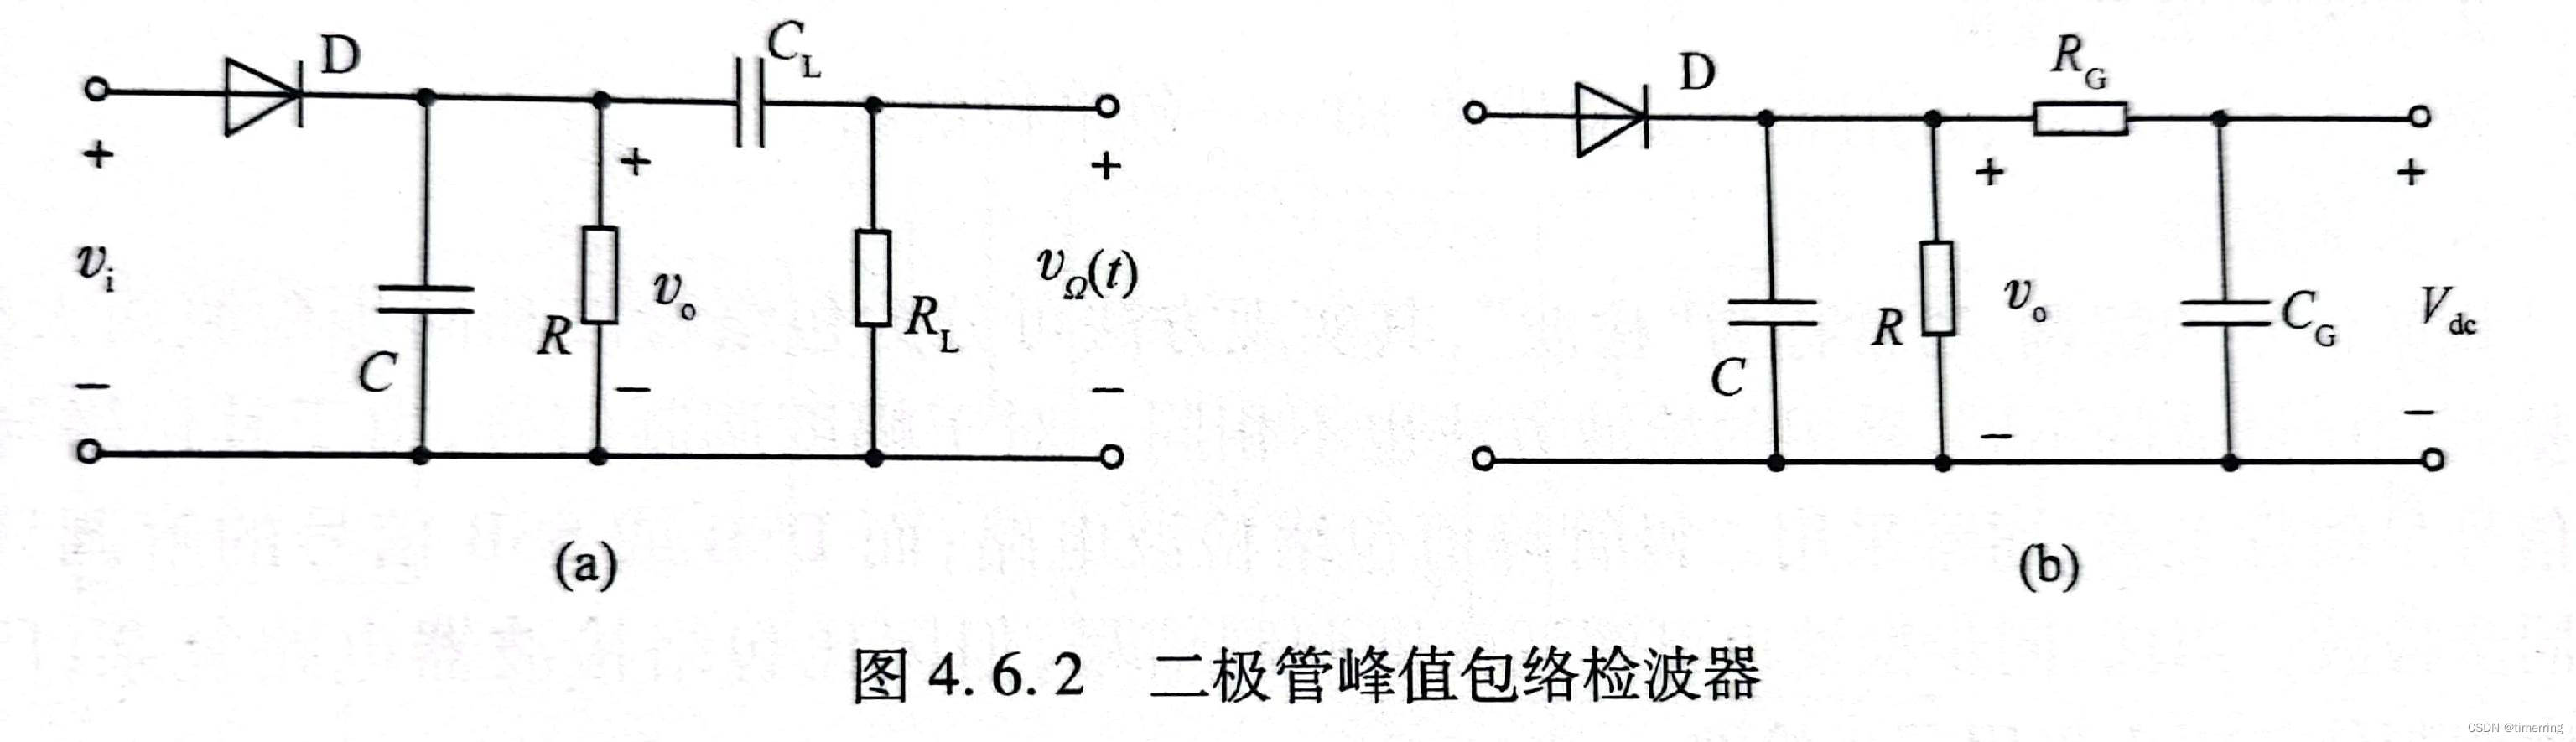 D
C_L
+
+
+
v_i
C
R
v_o
R_L
v_Ω(t)
−
−
−
(a)
D
R_G
+
+
C
R
v_o
C_G
V_dc
−
−
(b)
图 4. 6. 2 二极管峰值包络检波器
CSDN @timerring